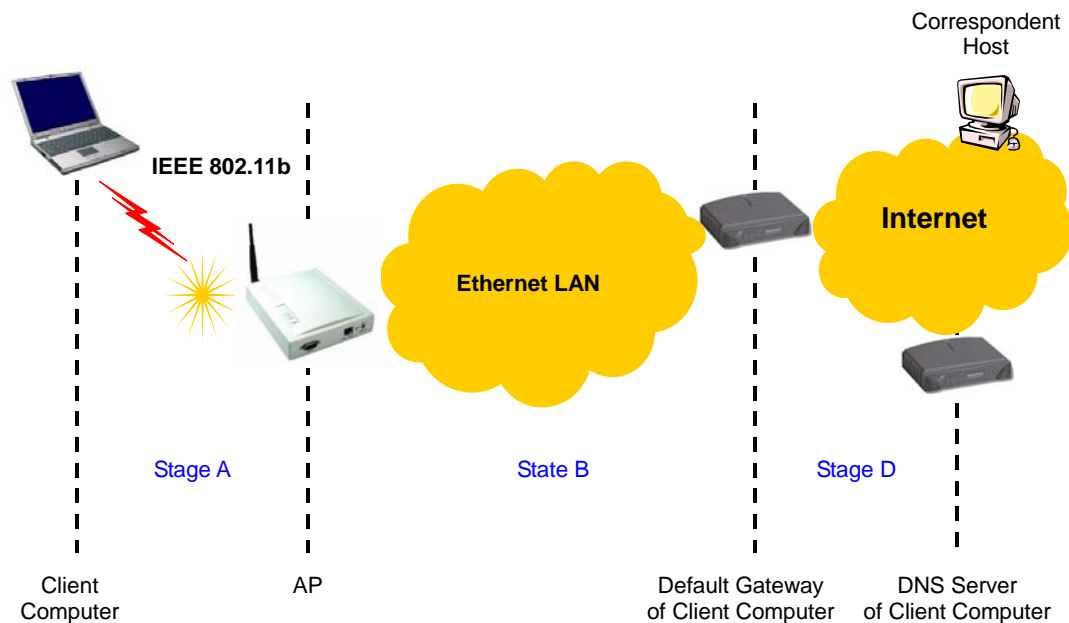 Correspondent
Host
IEEE 802.11b
Internet
Ethernet LAN
Stage A
State B
Stage D
Client
Computer
AP
Default Gateway
of Client Computer
DNS Server
of Client Computer